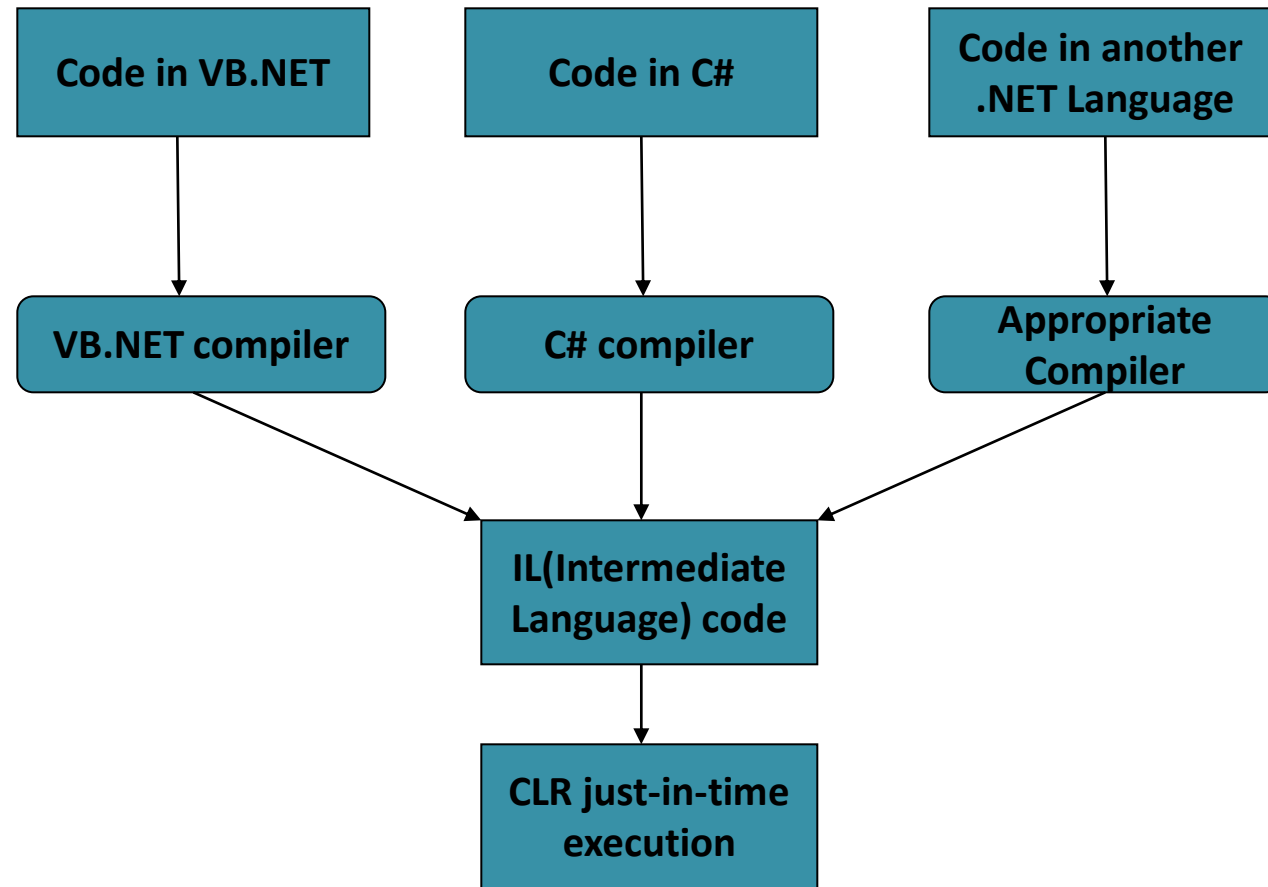 Code in VB.NET
Code in C#
Code in another
.NET Language
VB.NET compiler
C# compiler
Appropriate
Compiler
IL(Intermediate
Language) code
CLR just-in-time
execution